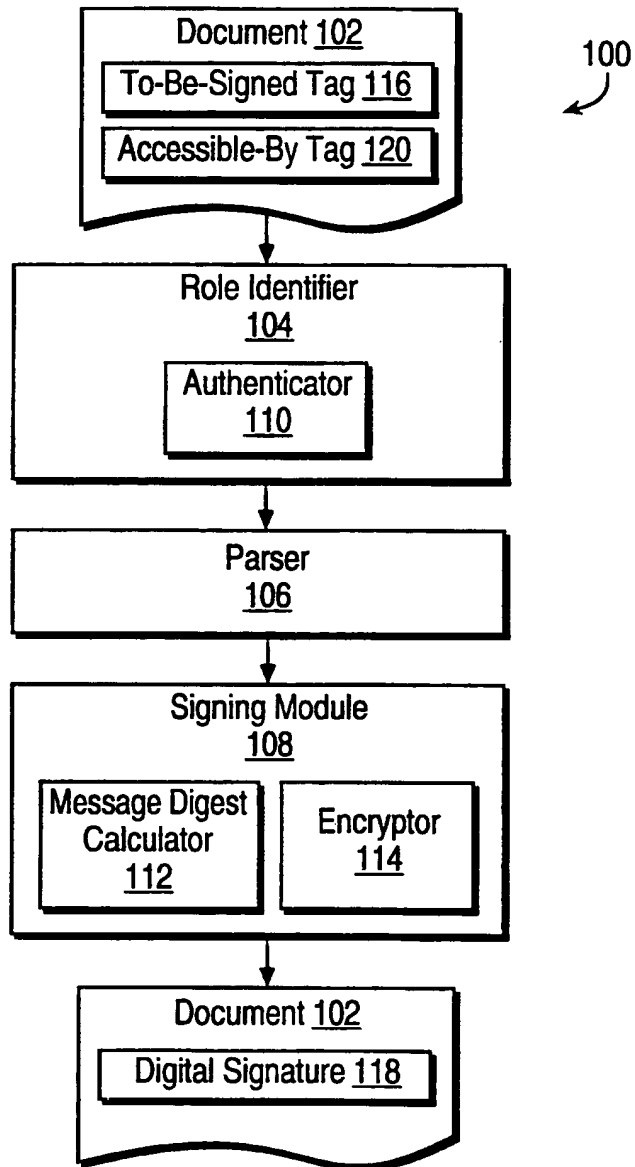 Document 102
100
To-Be-Signed Tag 116
Accessible-By Tag 120
Role Identifier
104
Authenticator
110
Parser
106
Signing Module
108
Message Digest
Calculator
112
Encryptor
114
Document 102
Digital Signature 118